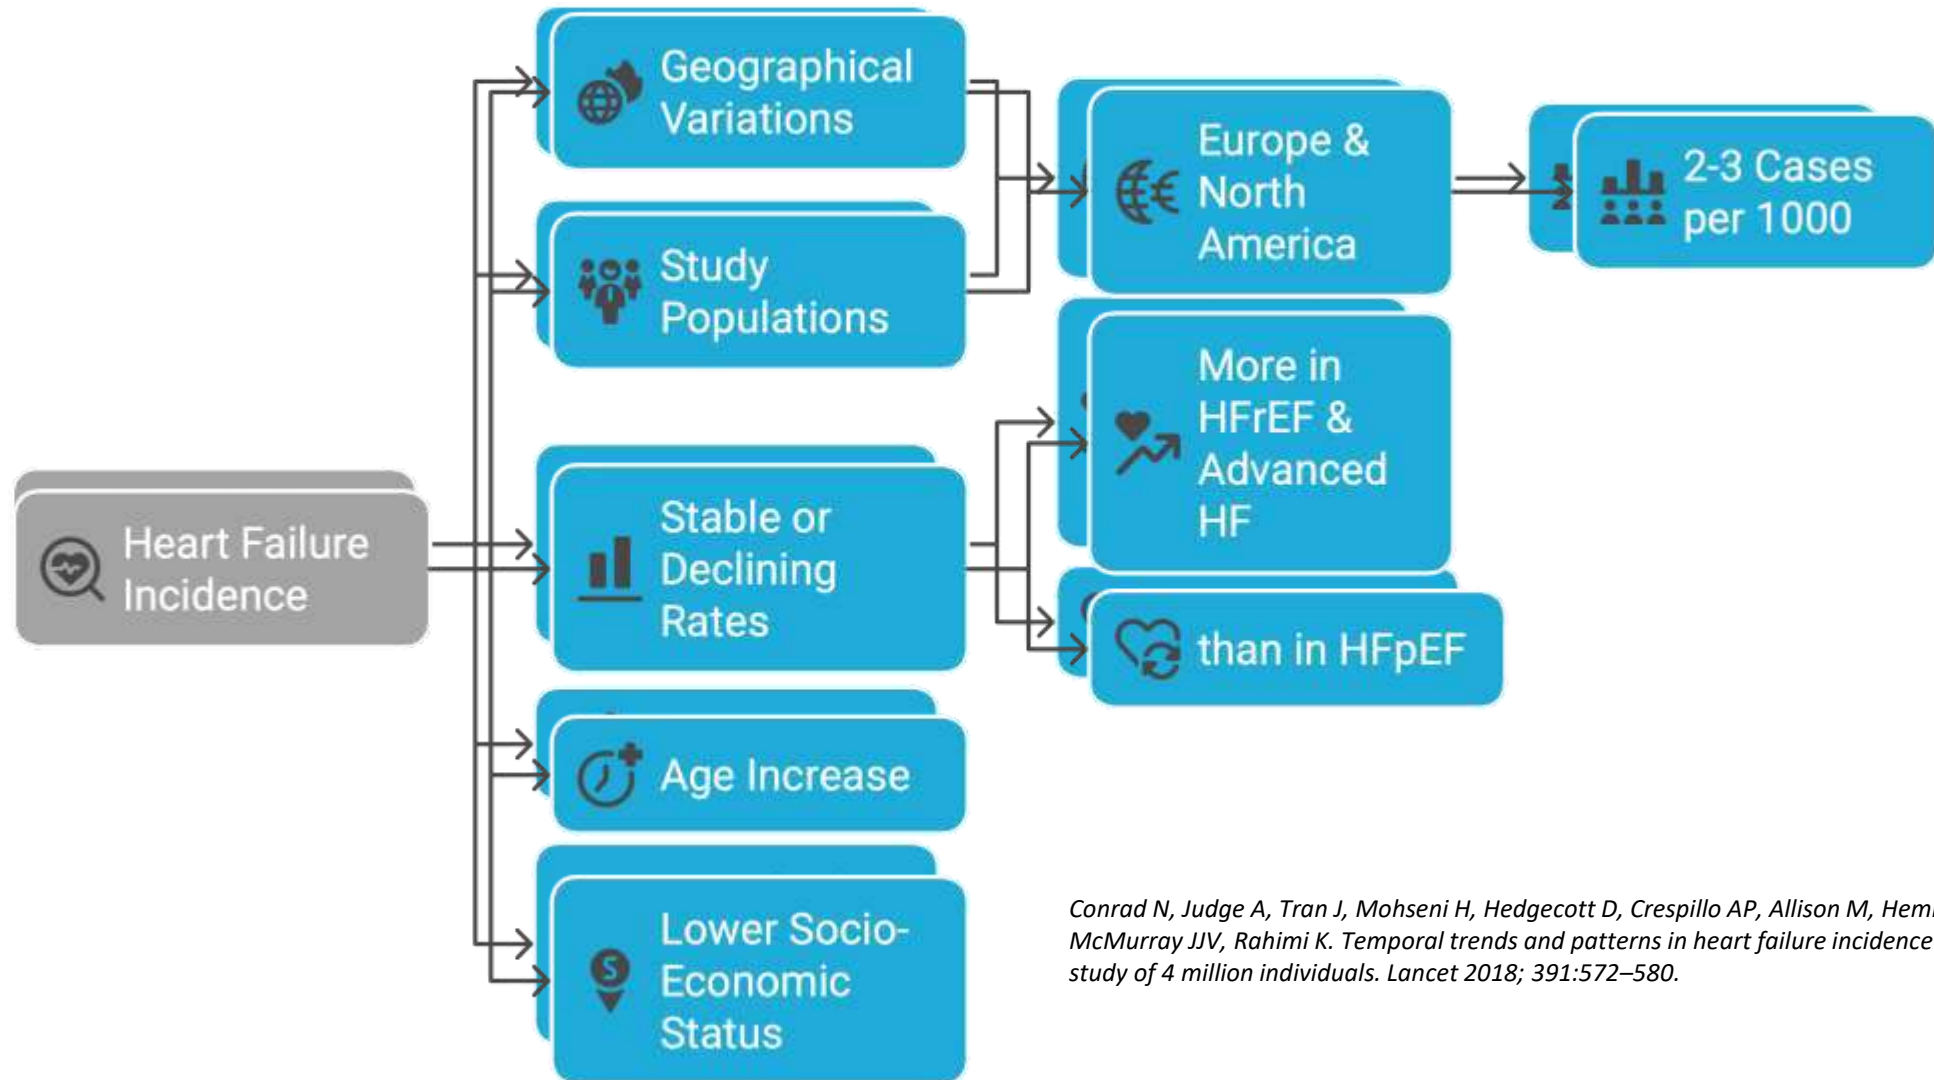 Geographical
Variations
Study
Populations
Europe &
North
America
2-3 Cases
per 1000
Heart Failure
Incidence
Stable or
Declining
Rates
More in
HFrEF &
Advanced
HF
than in HFpEF
Age Increase
Lower Socio-
Economic
Status
Conrad N, Judge A, Tran J, Mohseni H, Hedgecott D, Crespillo AP, Allison M,
McMurray JJV, Rahimi K. Temporal trends and patterns in heart failure incidence
study of 4 million individuals. Lancet 2018; 391:572–580.